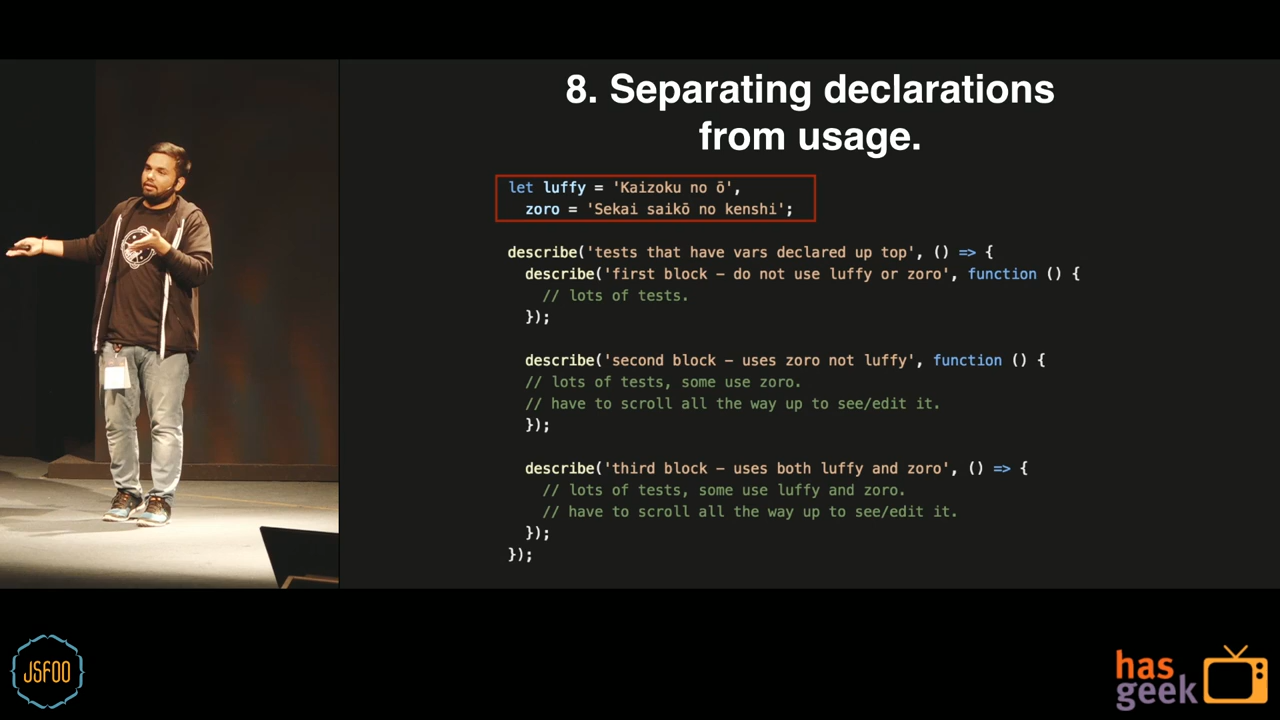 8. Separating declarations
from usage.
let luffy = 'Kaizoku no ō',
zoro = 'Sekai saikō no kenshi';
describe('tests that have vars declared up top', () => {
describe('first block – do not use luffy or zoro', function () {
// lots of tests.
});
describe('second block – uses zoro not luffy', function () {
// lots of tests, some use zoro.
// have to scroll all the way up to see/edit it.
});
describe('third block – uses both luffy and zoro', () => {
// lots of tests, some use luffy and zoro.
// have to scroll all the way up to see/edit it.
});
});
JSFOO
has
geek